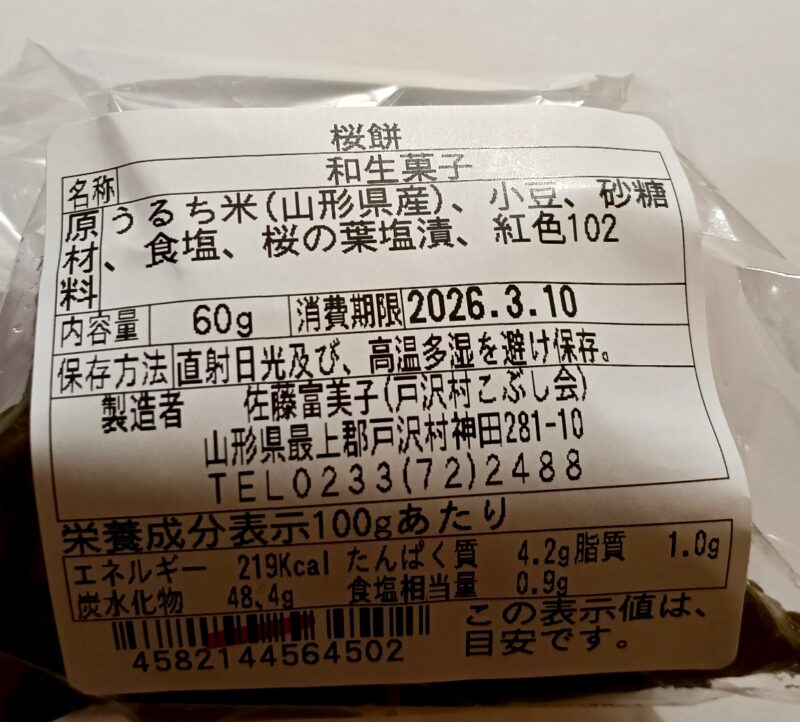 桜餅
名称 和生菓子
原材料 うるち米(山形県産)、小豆、砂糖
、食塩、桜の葉塩漬、紅色102
内容量 60g 消費期限 2026.3.10
保存方法 直射日光及び、高温多湿を避け保存。
製造者 佐藤富美子(戸沢村こぶし会)
山形県最上郡戸沢村神田281-10
TEL0233(72)2488
栄養成分表示100gあたり
エネルギー 219Kcal たんぱく質 4.2g 脂質 1.0g
炭水化物 48.4g 食塩相当量 0.9g
この表示値は、
目安です。
4582144564502